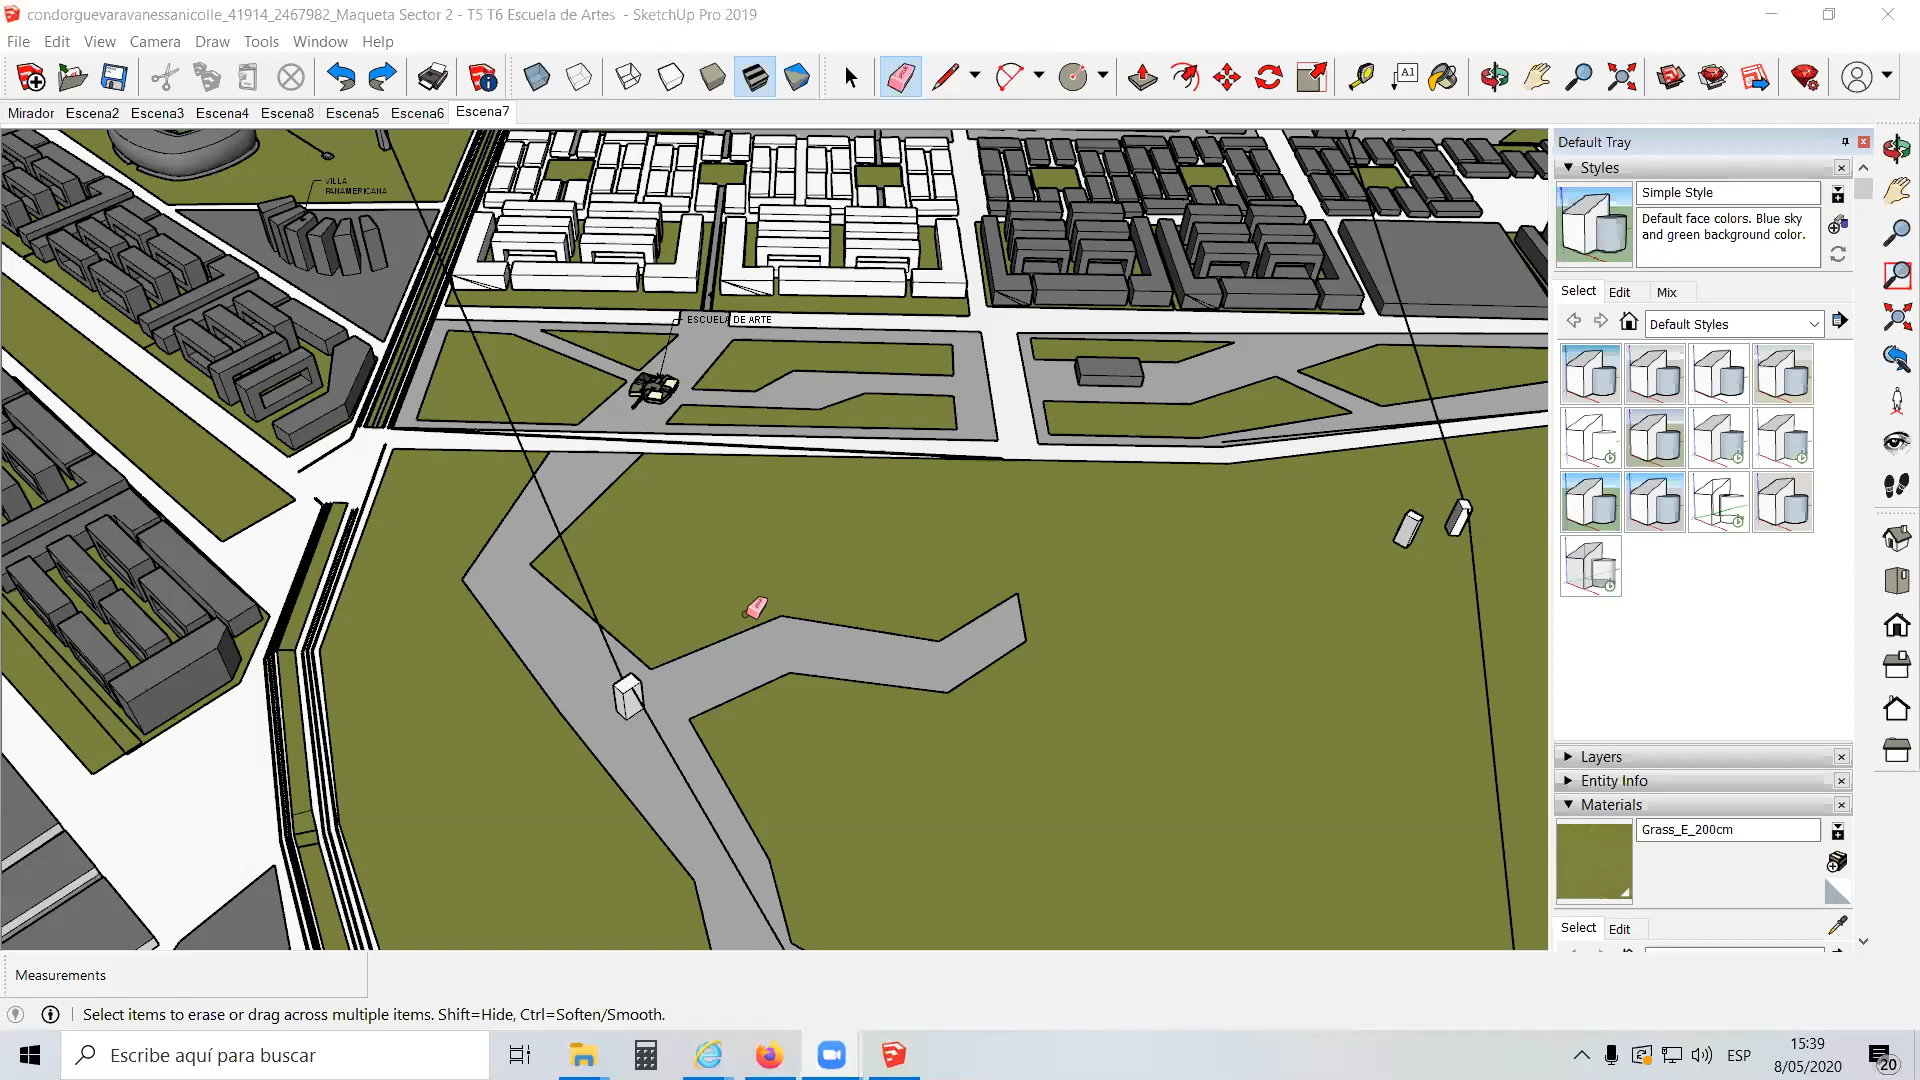 condorguevaravanessanicolle_41914_2467982_Maqueta Sector 2 - T5 T6 Escuela de Artes - SketchUp Pro 2019
File Edit View Camera Draw Tools Window Help
A1
Mirador Escena2 Escena3 Escena4 Escena8 Escena5 Escena6 Escena7
VILLA
PANAMERICANA
ESCUELA DE ARTE
Default Tray
Styles
Simple Style
Default face colors. Blue sky
and green background color.
Select Edit Mix
Default Styles
Layers
Entity Info
Materials
Grass_E_200cm
Select Edit
Measurements
Select items to erase or drag across multiple items. Shift=Hide, Ctrl=Soften/Smooth.
Escribe aquí para buscar
ESP
15:39
8/05/2020
20